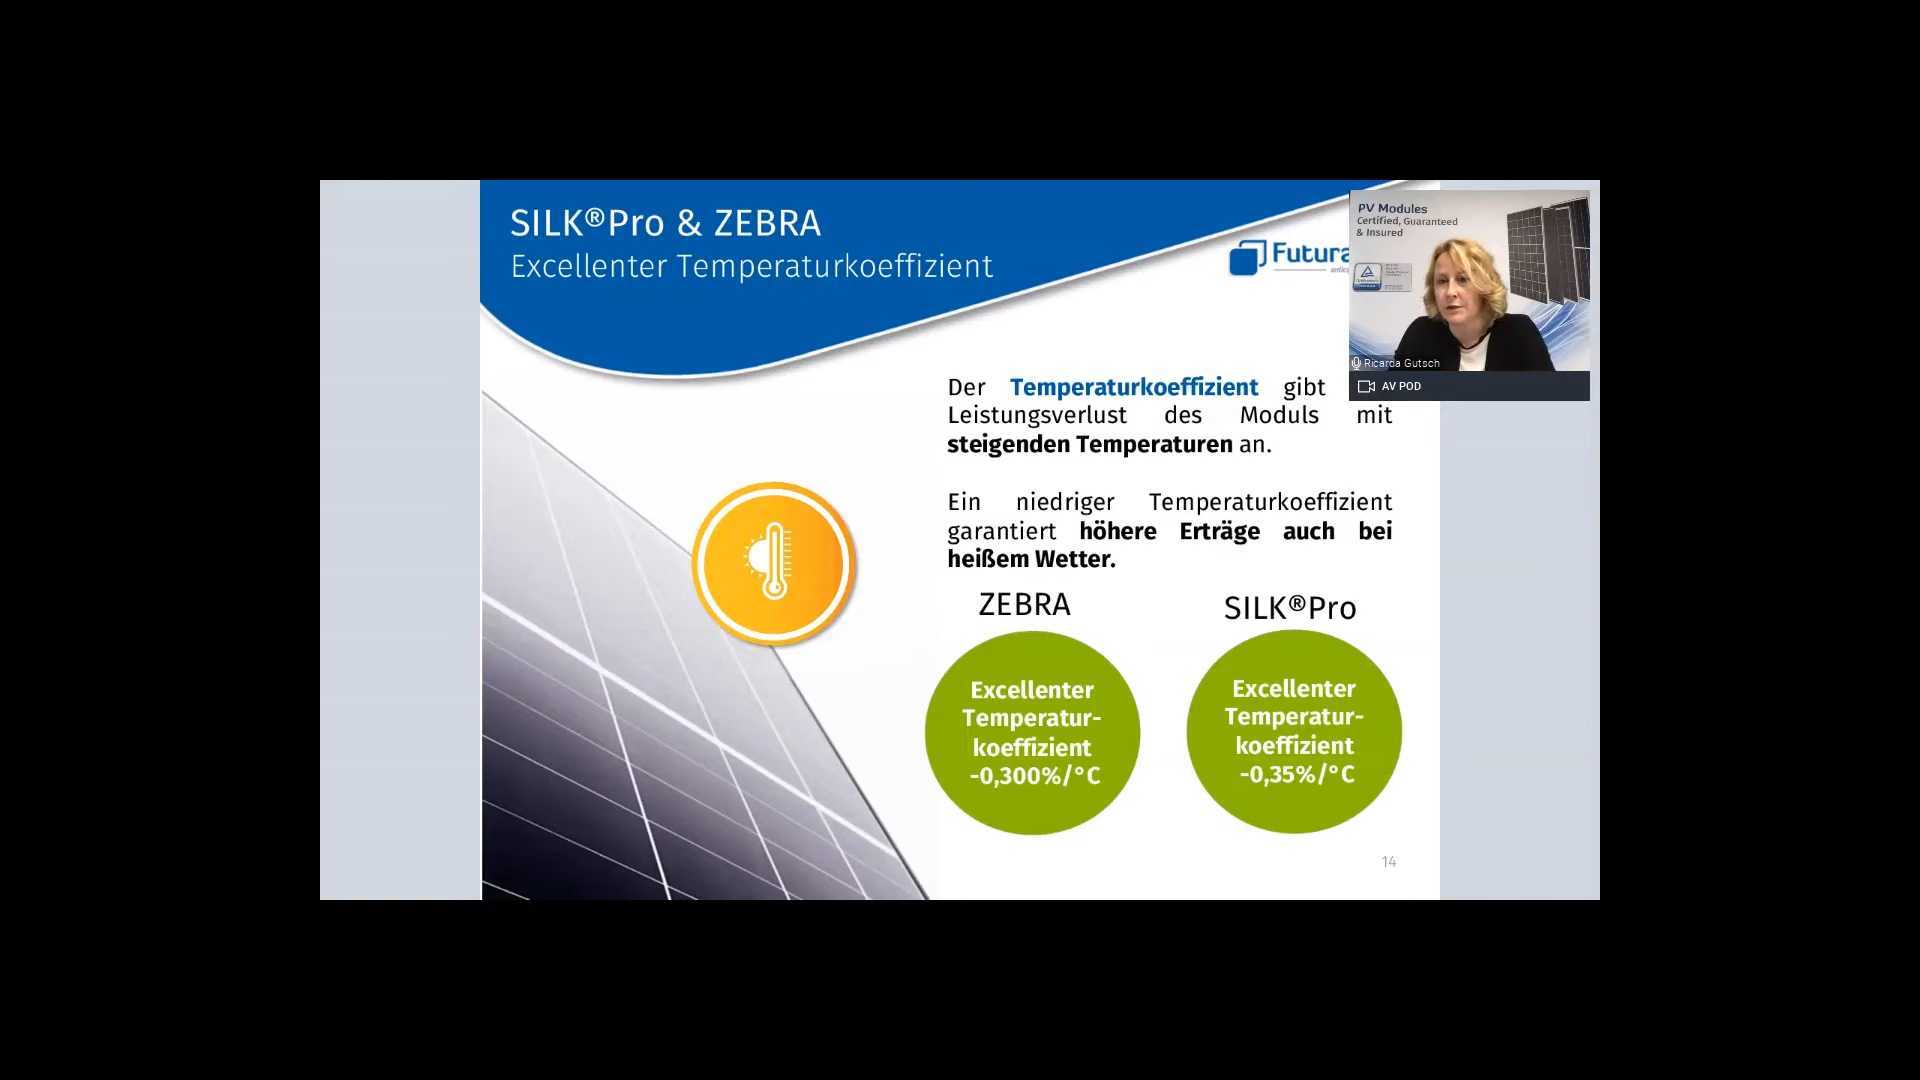 SILK®Pro & ZEBRA
Excellenter Temperaturkoeffizient
Futura
PV Modules
Certified, Guaranteed
& Insured
Ricarda Gutsch
AV POD
Der Temperaturkoeffizient gibt
Leistungsverlust des Moduls mit
steigenden Temperaturen an.
Ein niedriger Temperaturkoeffizient
garantiert höhere Erträge auch bei
heißem Wetter.
ZEBRA
SILK®Pro
Excellenter
Temperatur-
koeffizient
-0,300%/°C
Excellenter
Temperatur-
koeffizient
-0,35%/°C
14